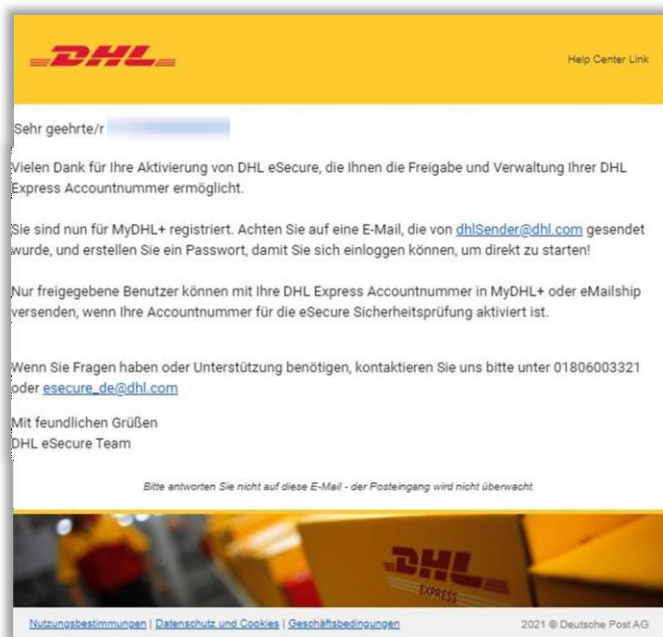 DHL
Help Center Link
Sehr geehrte/r
Vielen Dank für Ihre Aktivierung von DHL eSecure, die Ihnen die Freigabe und Verwaltung Ihrer DHL
Express Accountnummer ermöglicht.
Sie sind nun für MyDHL+ registriert. Achten Sie auf eine E-Mail, die von dhlSender@dhl.com gesendet
wurde, und erstellen Sie ein Passwort, damit Sie sich einloggen können, um direkt zu starten!
Nur freigegebene Benutzer können mit Ihre DHL Express Accountnummer in MyDHL+ oder eMailship
versenden, wenn Ihre Accountnummer für die eSecure Sicherheitsprüfung aktiviert ist.
Wenn Sie Fragen haben oder Unterstützung benötigen, kontaktieren Sie uns bitte unter 01806003321
oder esecure_de@dhl.com
Mit feundlichen Grüßen
DHL eSecure Team
Bitte antworten Sie nicht auf diese E-Mail - der Posteingang wird nicht überwacht.
DHL
EXPRESS
Nutzungsbestimmungen | Datenschutz und Cookies | Geschäftsbedingungen
2021 © Deutsche Post AG